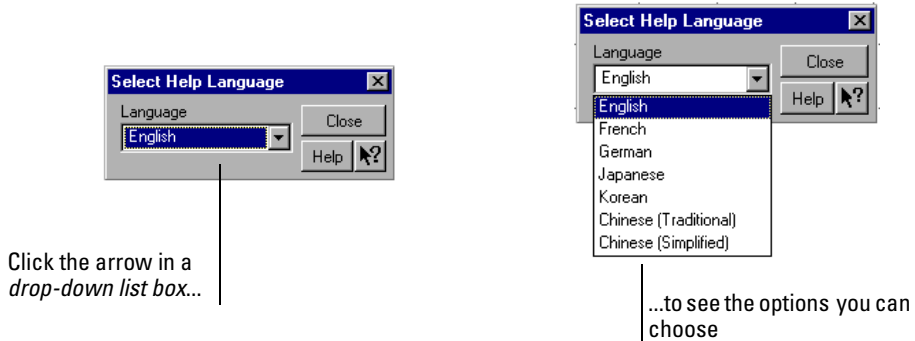 Select Help Language
Language
English
Close
Help
?
Click the arrow in a
drop-down list box...
Select Help Language
Language
English
Close
Help
?
English
French
German
Japanese
Korean
Chinese (Traditional)
Chinese (Simplified)
...to see the options you can
choose